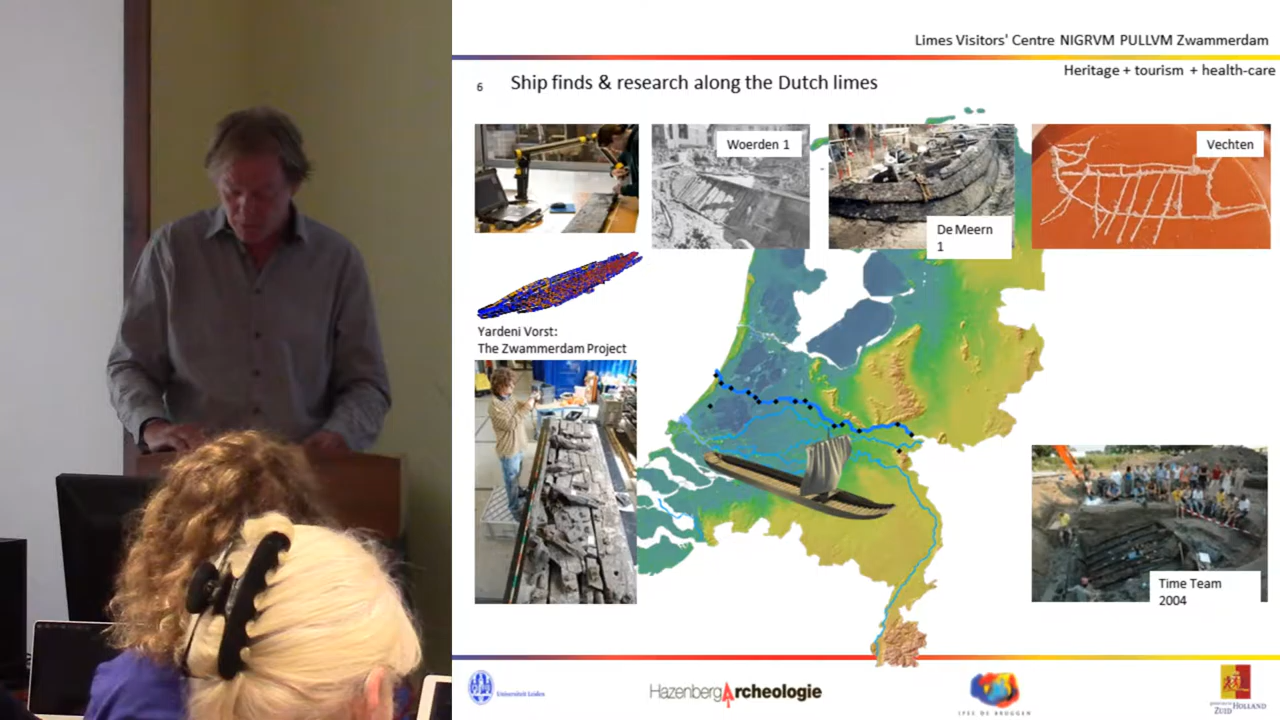 Limes Visitors' Centre NIGRVM PULLVM Zwammerdam
Heritage + tourism + health-care
6 Ship finds & research along the Dutch limes
Woerden 1
De Meern
1
Vechten
Yardeni Vorst:
The Zwammerdam Project
Time Team
2004
Universiteit Leiden
Hazenberg Archeologie
IPSE DE BRUGGEN
provincie
ZUID HOLLAND